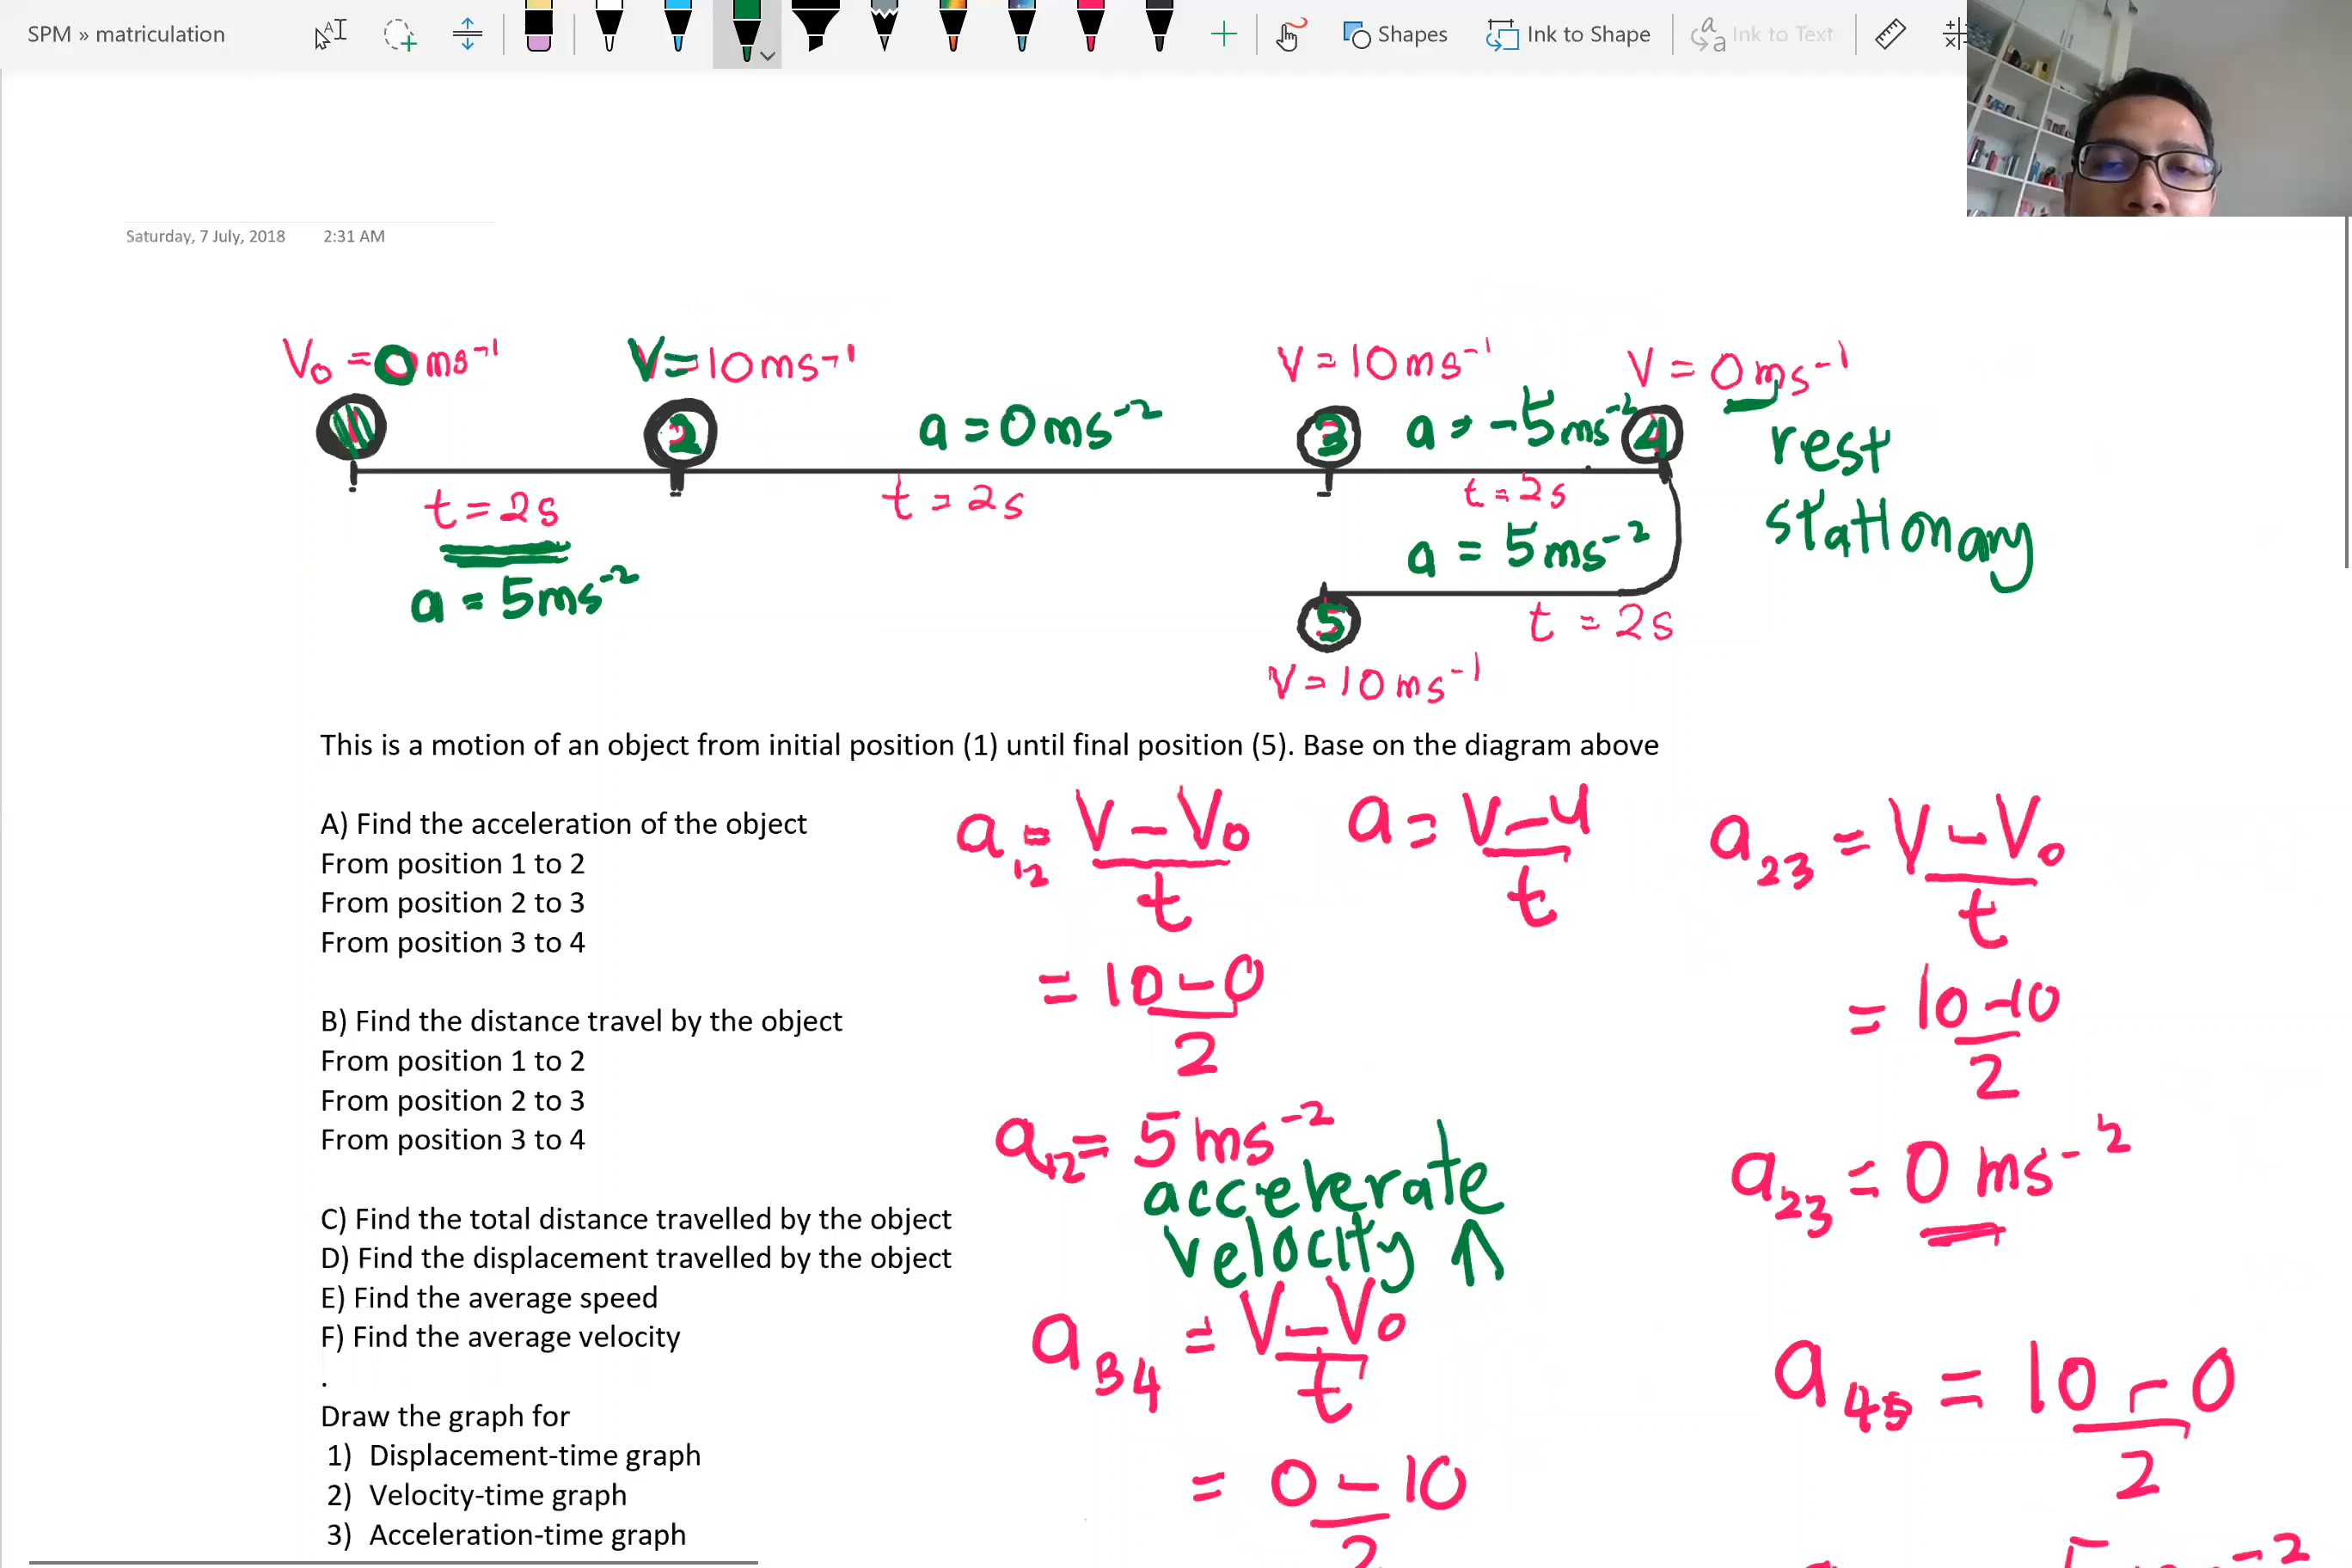 SPM » matriculation
Shapes
Ink to Shape
Ink to Text
Saturday, 7 July, 2018 2:31 AM
V₀ = 0 ms⁻¹
V = 10 ms⁻¹
V = 10 ms⁻¹
V = 0 ms⁻¹
1
2
a = 0 ms⁻²
3
a = -5 ms⁻²
4
rest
stationary
t = 2s
t = 2s
t = 2s
a = 5 ms⁻²
a = 5 ms⁻²
5
t = 2s
V = 10 ms⁻¹
This is a motion of an object from initial position (1) until final position (5). Base on the diagram above
A) Find the acceleration of the object
From position 1 to 2
From position 2 to 3
From position 3 to 4
B) Find the distance travel by the object
From position 1 to 2
From position 2 to 3
From position 3 to 4
C) Find the total distance travelled by the object
D) Find the displacement travelled by the object
E) Find the average speed
F) Find the average velocity
.
Draw the graph for
1) Displacement-time graph
2) Velocity-time graph
3) Acceleration-time graph
a₁₂ = V - V₀
t
= 10 - 0
2
a₁₂ = 5 ms⁻²
accelerate
velocity ↑
a₃₄ = V - V₀
t
= 0 - 10
2
a = V - u
t
a₂₃ = V - V₀
t
= 10 - 10
2
a₂₃ = 0 ms⁻²
a₄₅ = 10 - 0
2